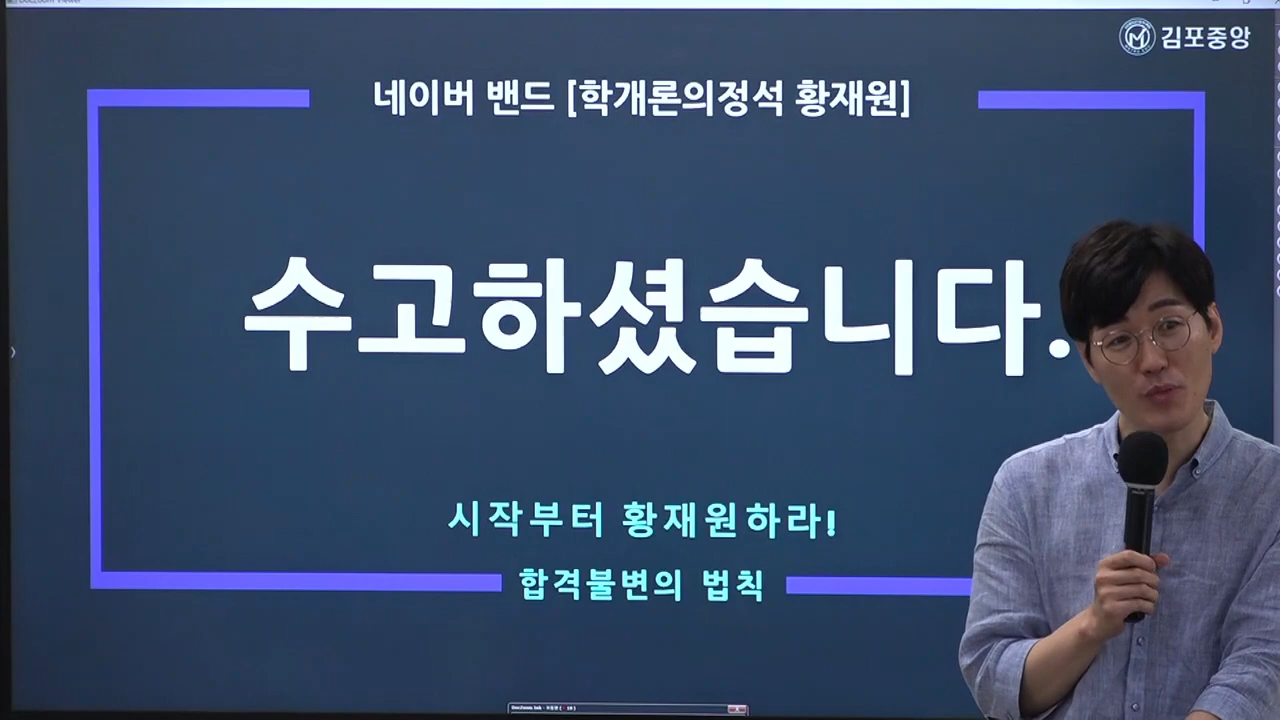 김포중앙
네이버 밴드 [학개론의정석 황재원]
수고하셨습니다.
시작부터 황재원하라!
합격불변의 법칙